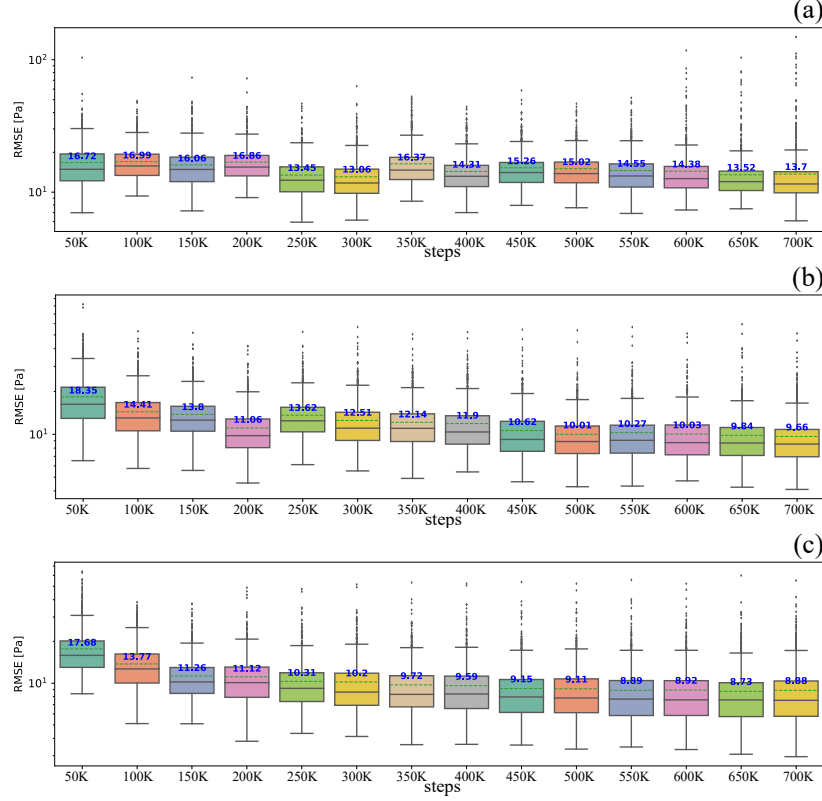 (a)
RMSE [Pa]
10²
10¹
16.72 16.99 16.06 16.86 13.45 13.06 16.37 14.31 15.26 15.02 14.55 14.38 13.52 13.7
50K 100K 150K 200K 250K 300K 350K 400K 450K 500K 550K 600K 650K 700K
steps
(b)
RMSE [Pa]
10¹
18.35 14.41 13.8 11.06 13.62 12.51 12.14 11.9 10.62 10.01 10.27 10.03 9.84 9.66
50K 100K 150K 200K 250K 300K 350K 400K 450K 500K 550K 600K 650K 700K
steps
(c)
RMSE [Pa]
10¹
17.68 13.77 11.26 11.12 10.31 10.2 9.72 9.59 9.15 9.11 8.89 8.92 8.73 8.88
50K 100K 150K 200K 250K 300K 350K 400K 450K 500K 550K 600K 650K 700K
steps